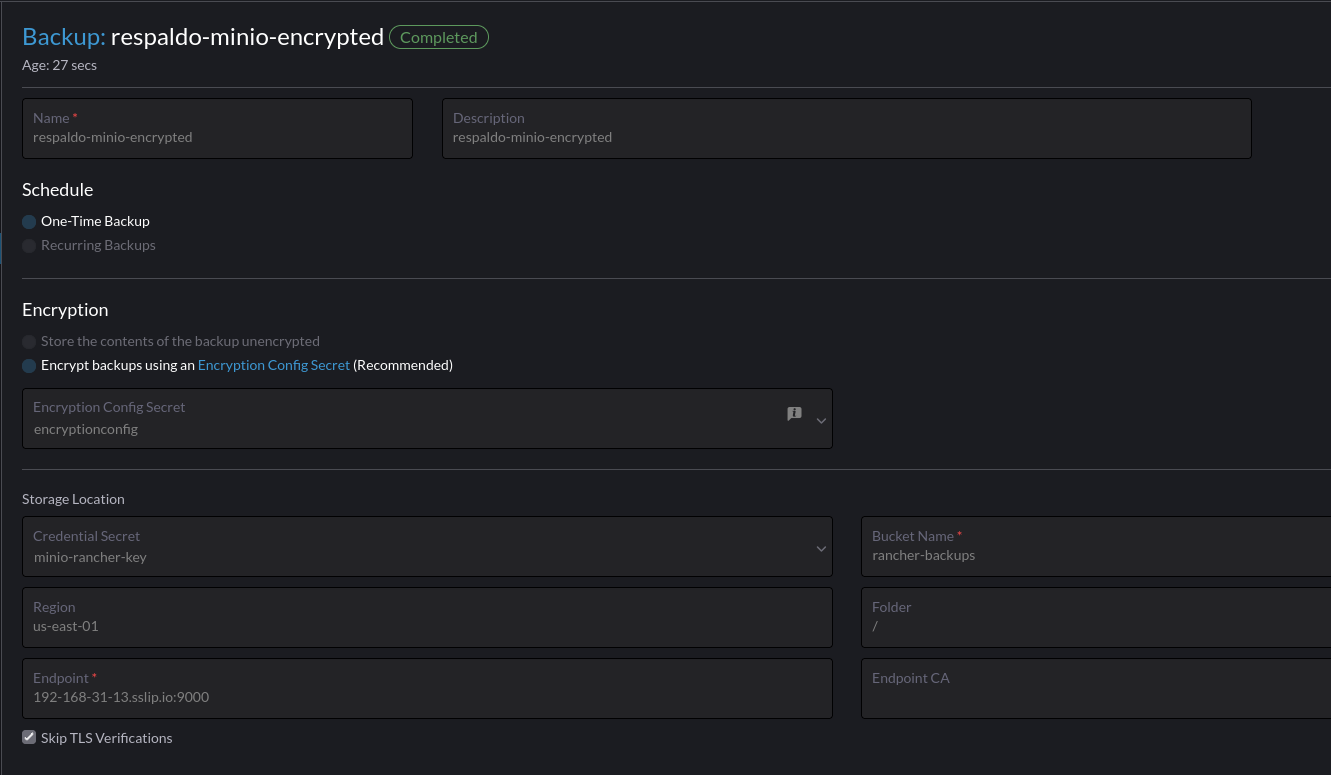 Backup: respaldo-minio-encrypted Completed
Age: 27 secs
Name *
respaldo-minio-encrypted
Description
respaldo-minio-encrypted
Schedule
One-Time Backup
Recurring Backups
Encryption
Store the contents of the backup unencrypted
Encrypt backups using an Encryption Config Secret (Recommended)
Encryption Config Secret
encryptionconfig
Storage Location
Credential Secret
minio-rancher-key
Bucket Name *
rancher-backups
Region
us-east-01
Folder
/
Endpoint *
192-168-31-13.sslip.io:9000
Endpoint CA
Skip TLS Verifications